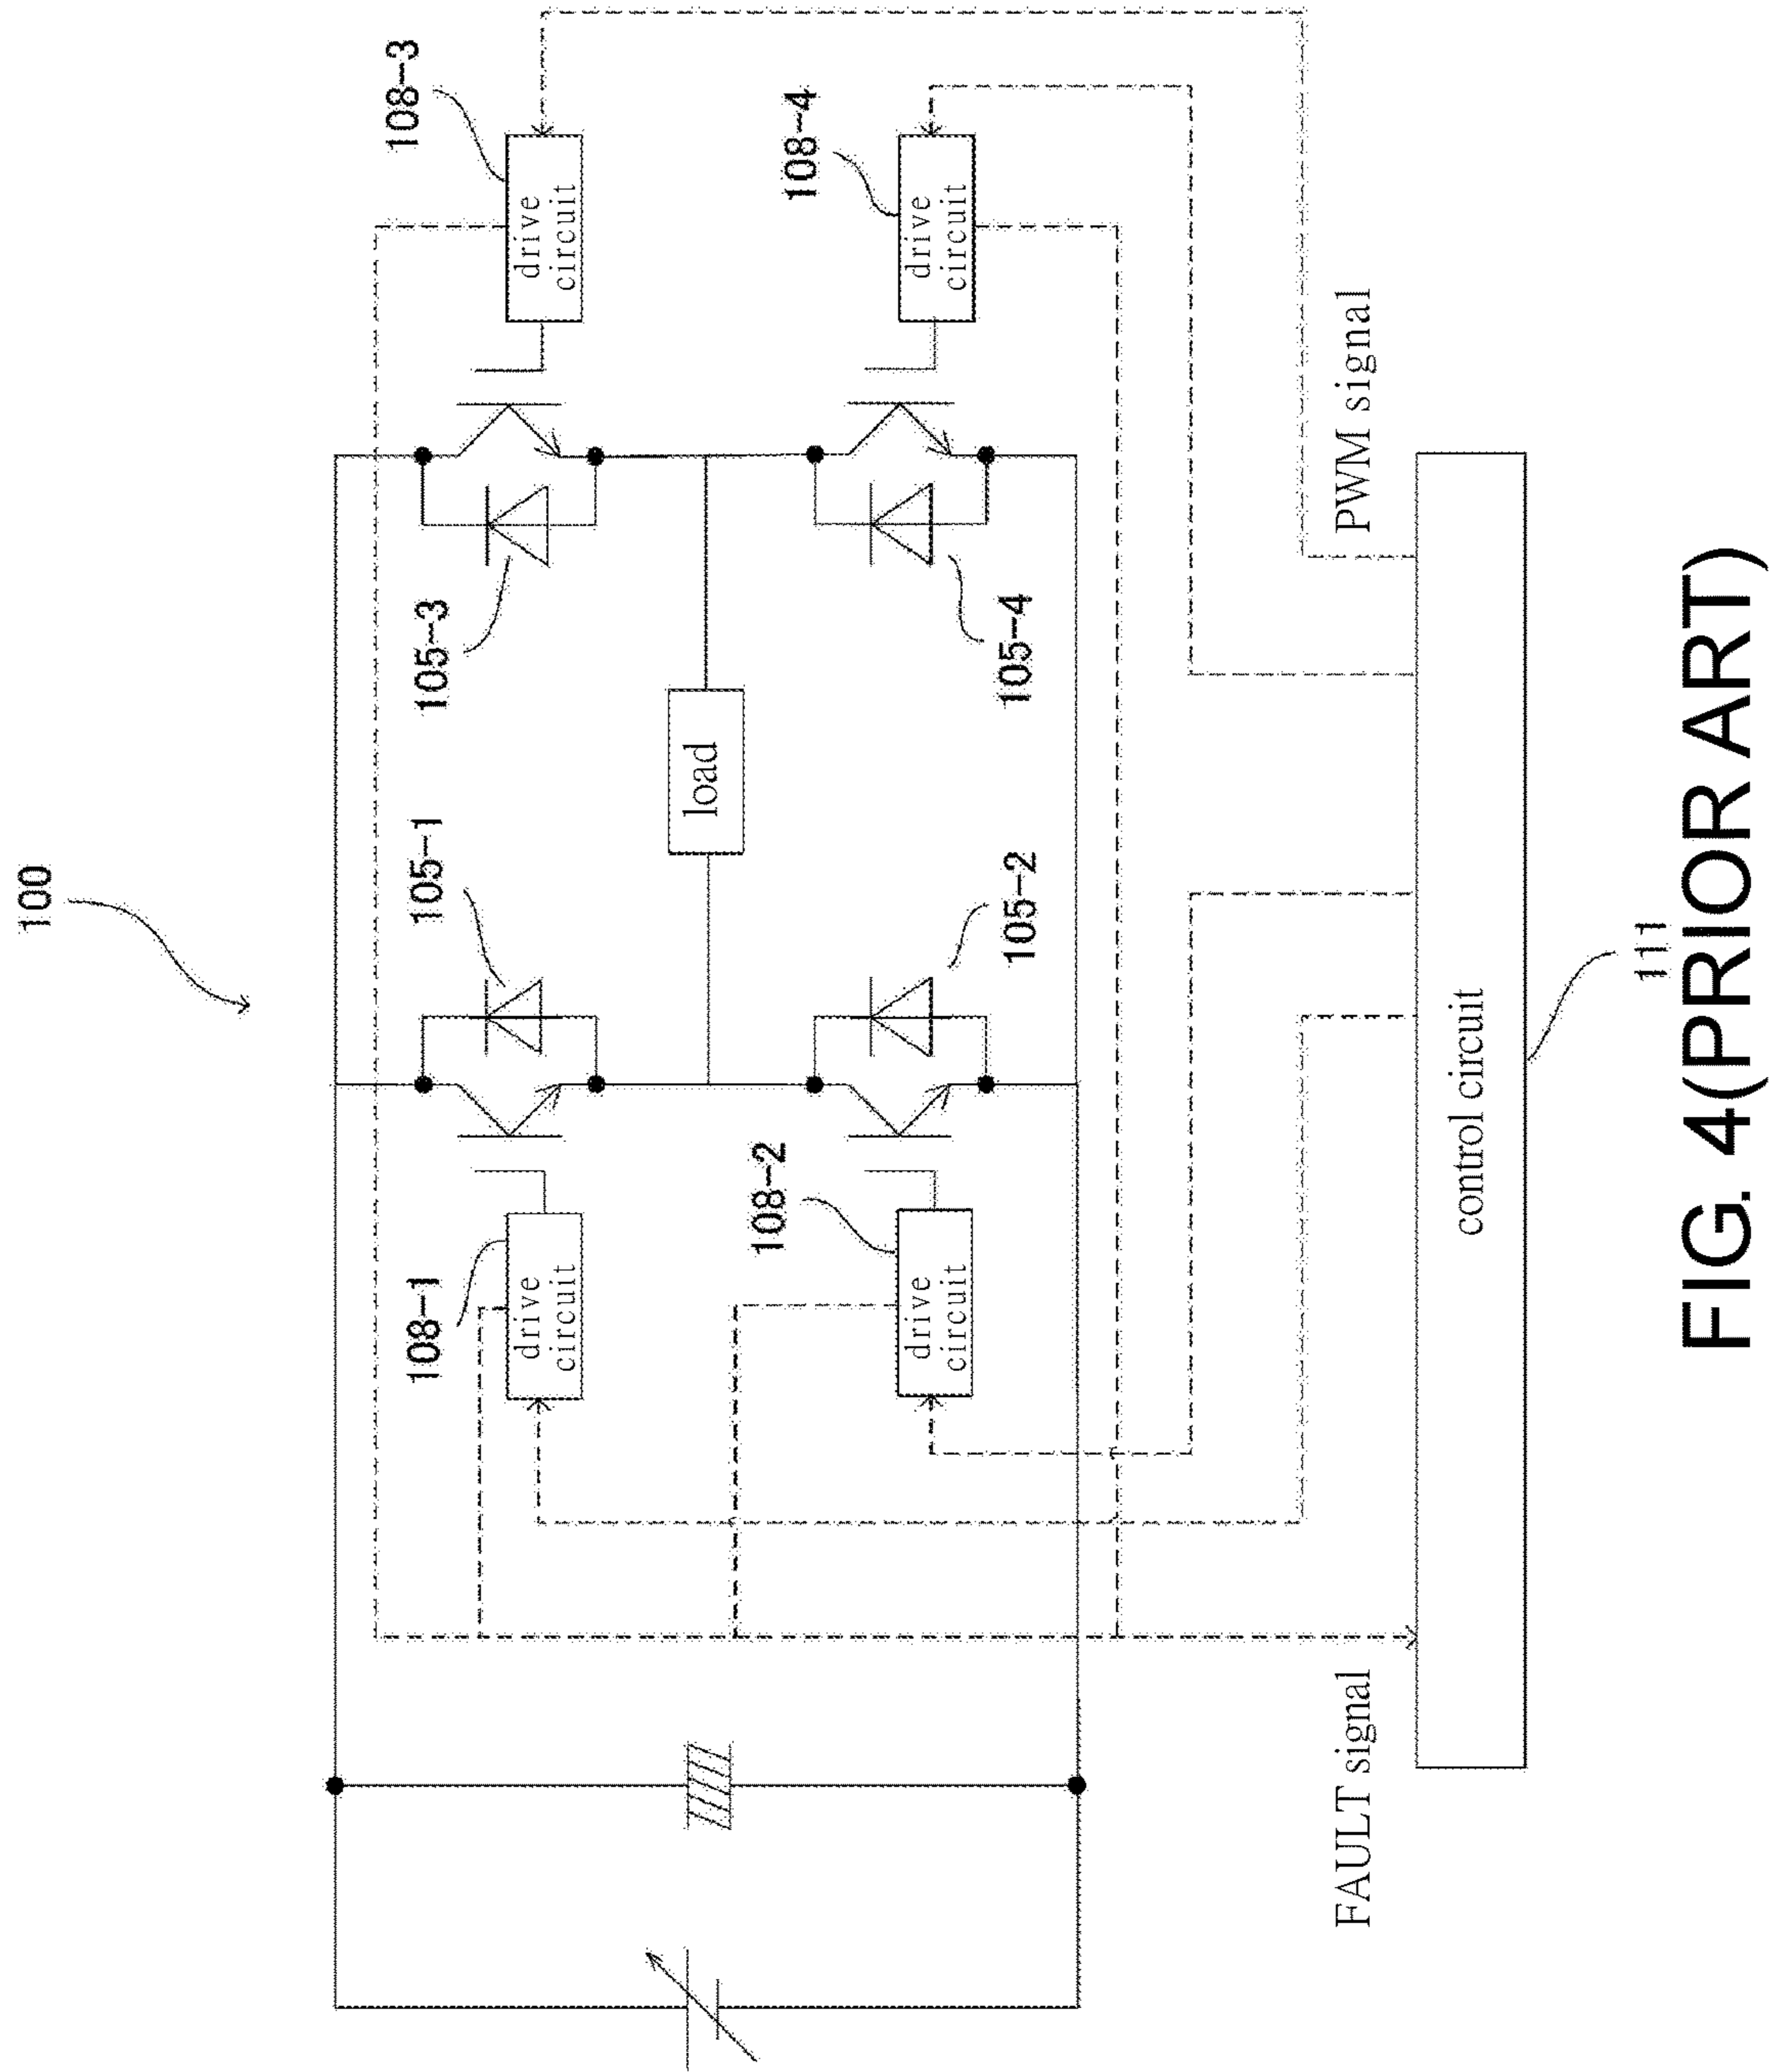 100
108-1
drive
circuit
105-1
105-3
108-3
drive
circuit
load
108-2
drive
circuit
105-2
105-4
108-4
drive
circuit
FAULT signal
PWM signal
control circuit
111
FIG. 4(PRIOR ART)